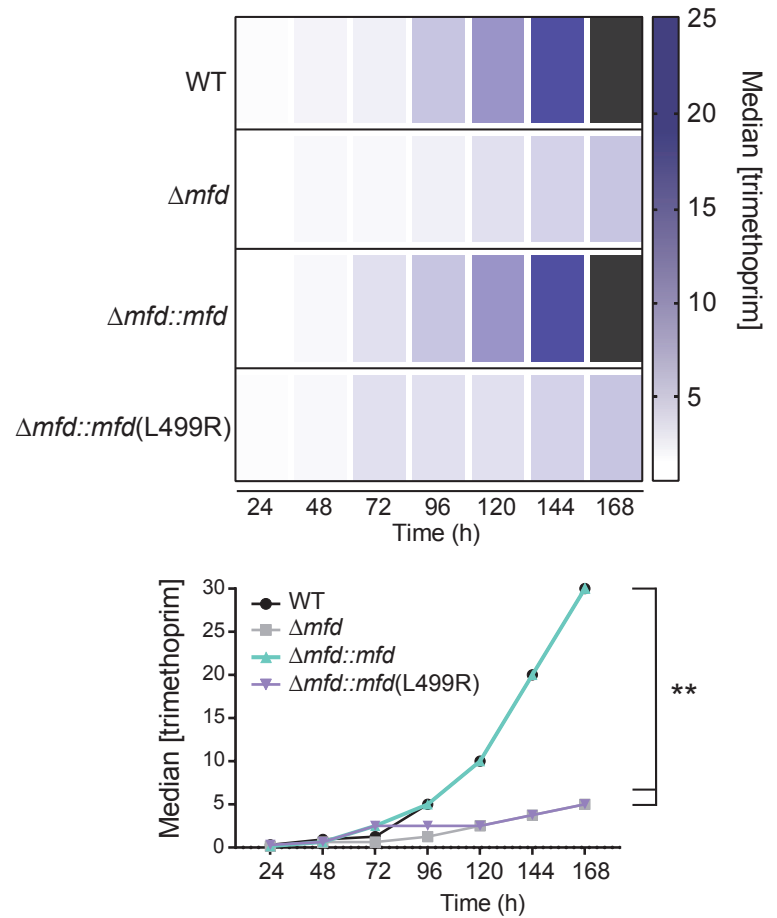 WT
Δmfd
Δmfd::mfd
Δmfd::mfd(L499R)
24 48 72 96 120 144 168
Time (h)
25
20
15
10
5
Median [trimethoprim]
Median [trimethoprim]
30
25
20
15
10
5
0
WT
Δmfd
Δmfd::mfd
Δmfd::mfd(L499R)
**
24 48 72 96 120 144 168
Time (h)